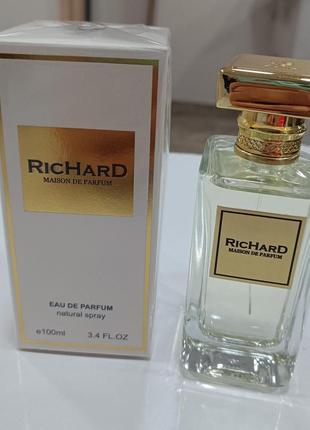 RICHARD
MAISON DE PARFUM
EAU DE PARFUM
natural spray
e100ml 3.4 FL.OZ
RICHARD
MAISON DE PARFUM